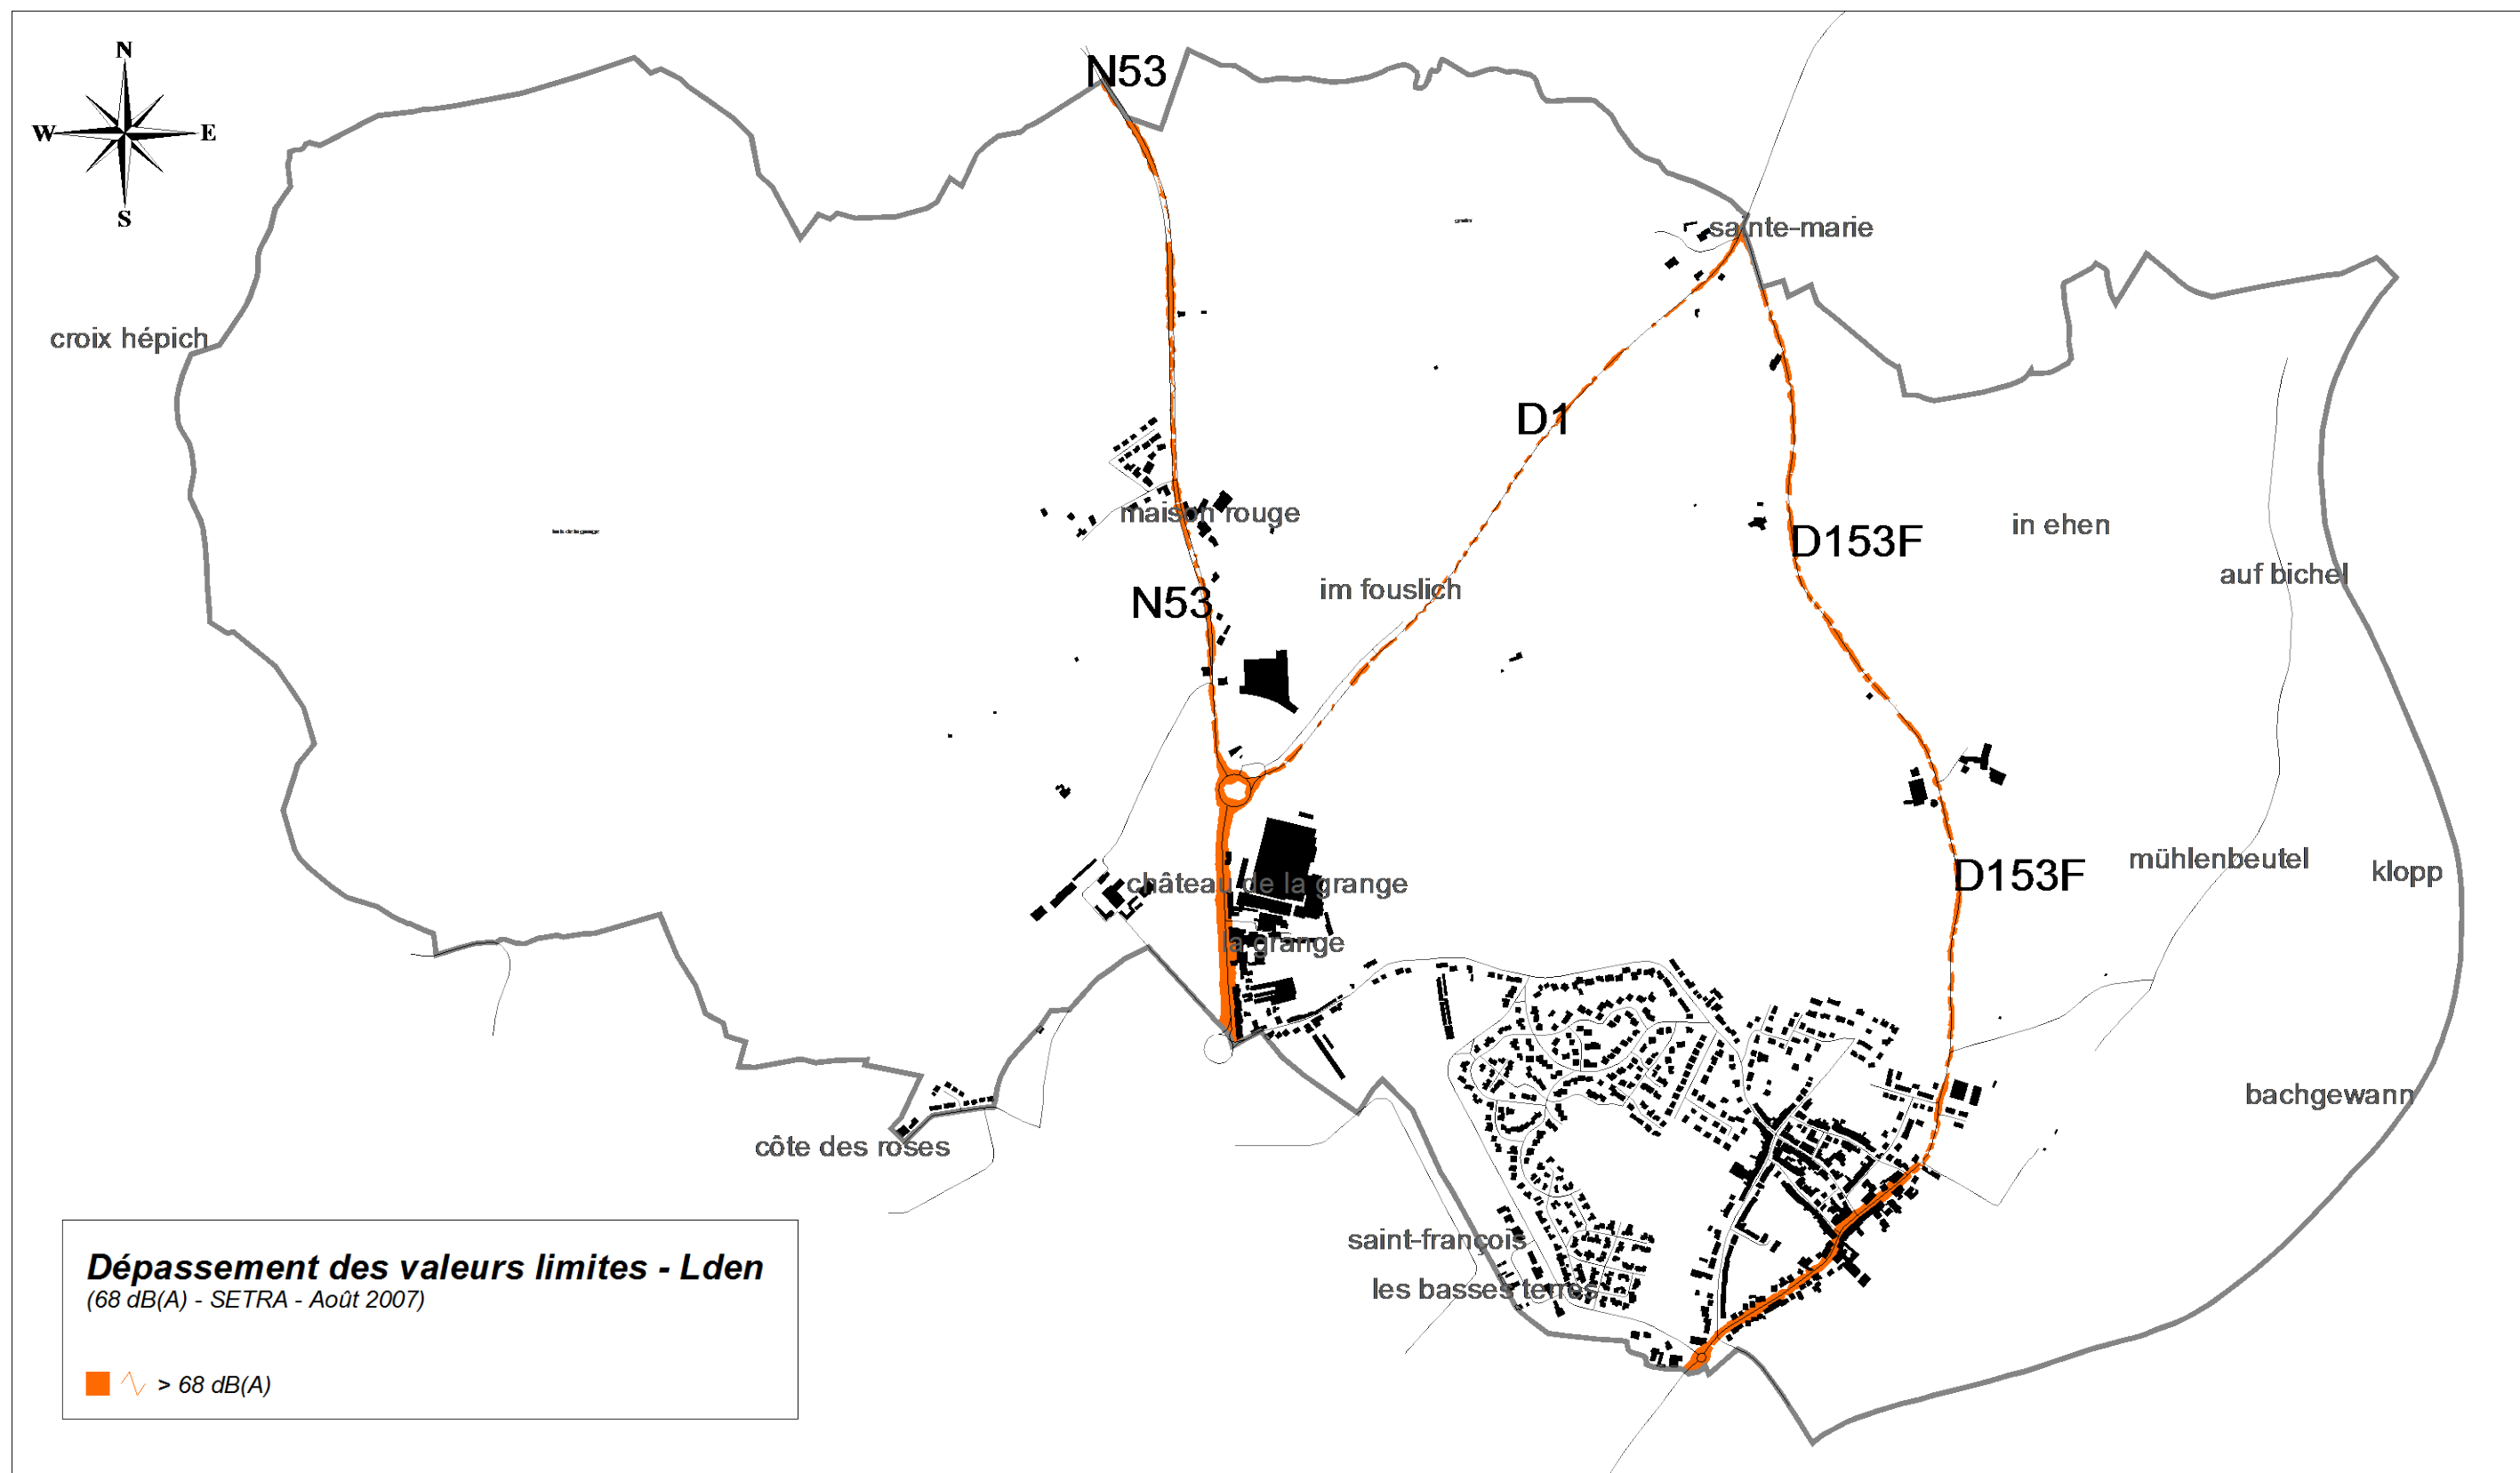 N
N53
W E
S
sainte-marie
croix hépich
D1
maison rouge
in ehen
D153F
auf bichel
im fouslich
N53
mühlenbeutel
klopp
D153F
château de la grange
la grange
bachgewann
côte des roses
saint-françois
les basses terres
Dépassement des valeurs limites - Lden
(68 dB(A) - SETRA - Août 2007)
> 68 dB(A)